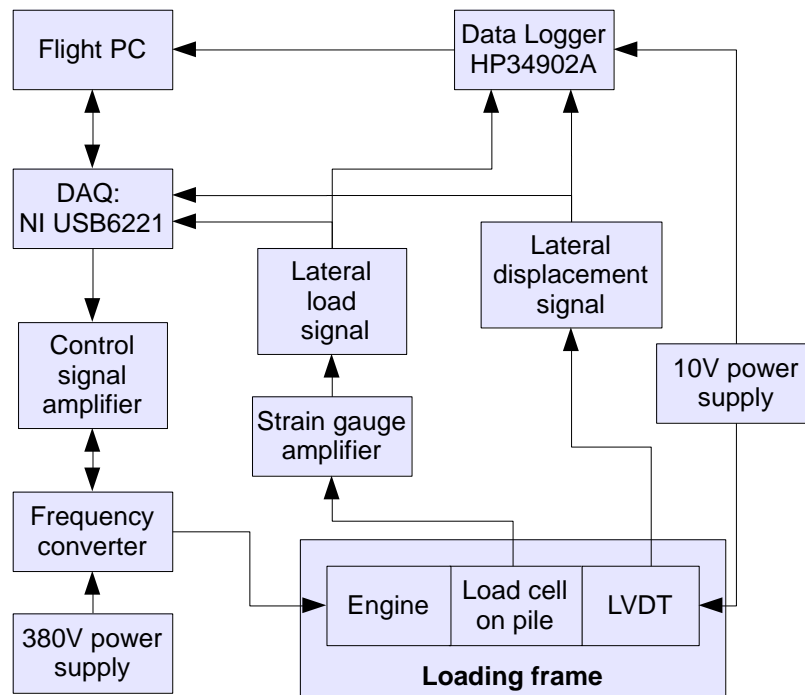 Flight PC
Data Logger
HP34902A
DAQ:
NI USB6221
Lateral
load
signal
Lateral
displacement
signal
Control
signal
amplifier
10V power
supply
Strain gauge
amplifier
Frequency
converter
Engine
Load cell
on pile
LVDT
380V power
supply
Loading frame